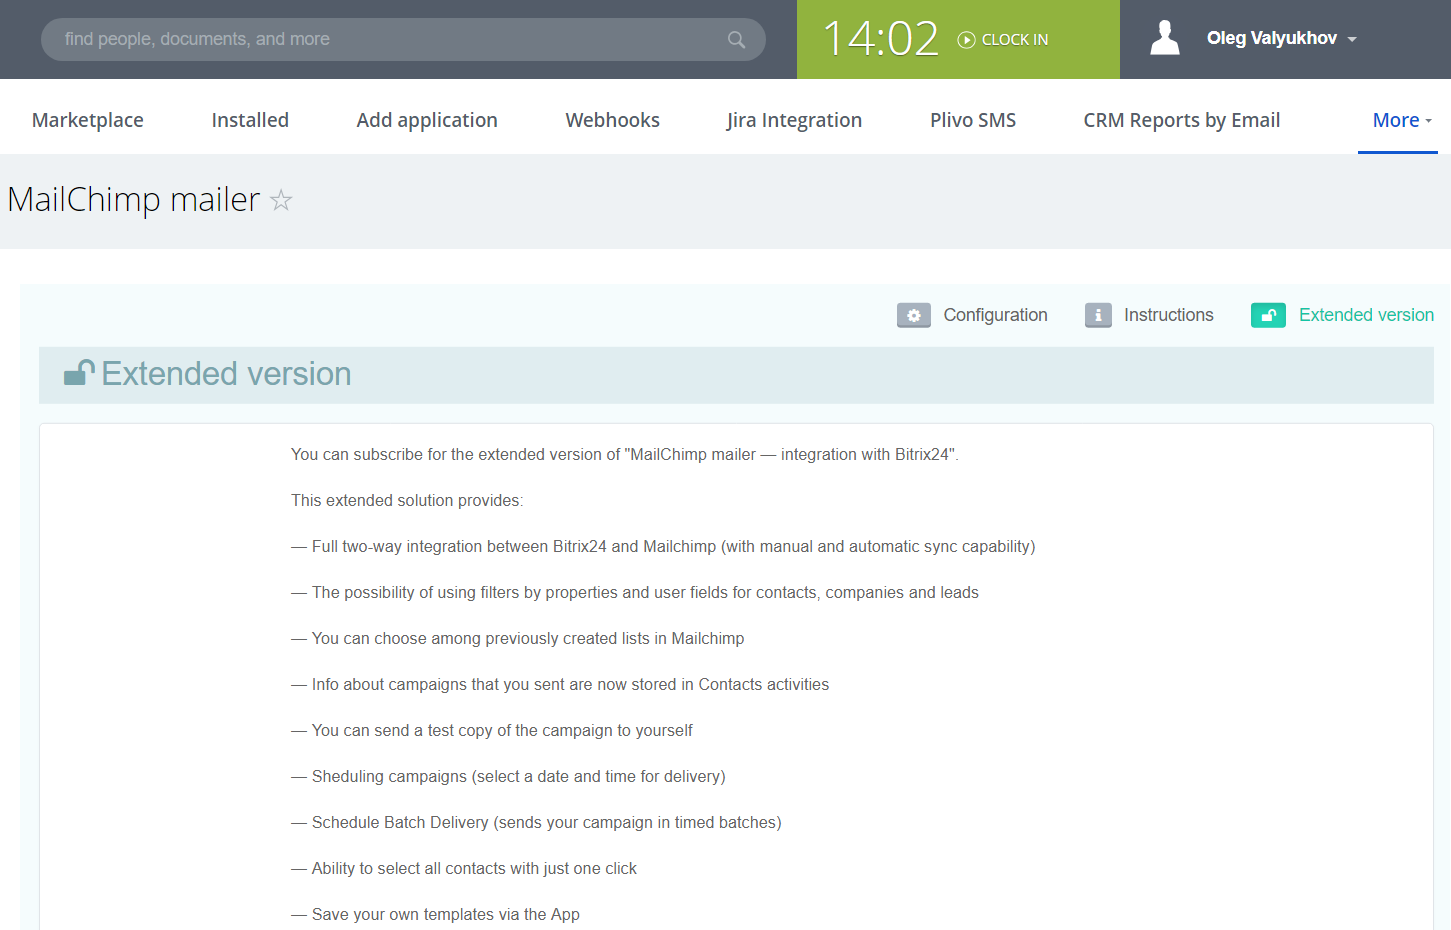 find people, documents, and more
14:02 CLOCK IN
Oleg Valyukhov
Marketplace Installed Add application Webhooks Jira Integration Plivo SMS CRM Reports by Email More
MailChimp mailer
Configuration Instructions Extended version
Extended version
You can subscribe for the extended version of "MailChimp mailer — integration with Bitrix24".
This extended solution provides:
— Full two-way integration between Bitrix24 and Mailchimp (with manual and automatic sync capability)
— The possibility of using filters by properties and user fields for contacts, companies and leads
— You can choose among previously created lists in Mailchimp
— Info about campaigns that you sent are now stored in Contacts activities
— You can send a test copy of the campaign to yourself
— Sheduling campaigns (select a date and time for delivery)
— Schedule Batch Delivery (sends your campaign in timed batches)
— Ability to select all contacts with just one click
— Save your own templates via the App